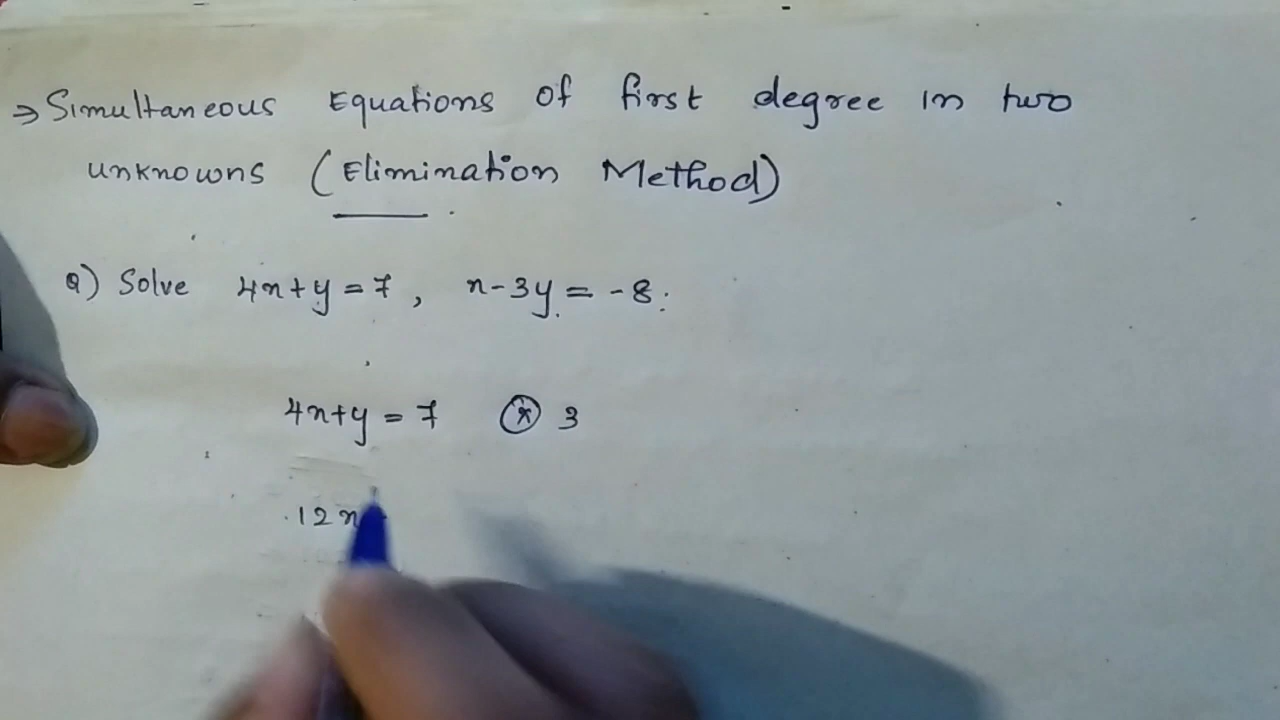 ⇒ Simultaneous Equations of first degree in two
unknowns (Elimination Method)
Q) Solve 4x+y=7, x-3y = -8.
4x+y = 7 ⊛ 3
12x